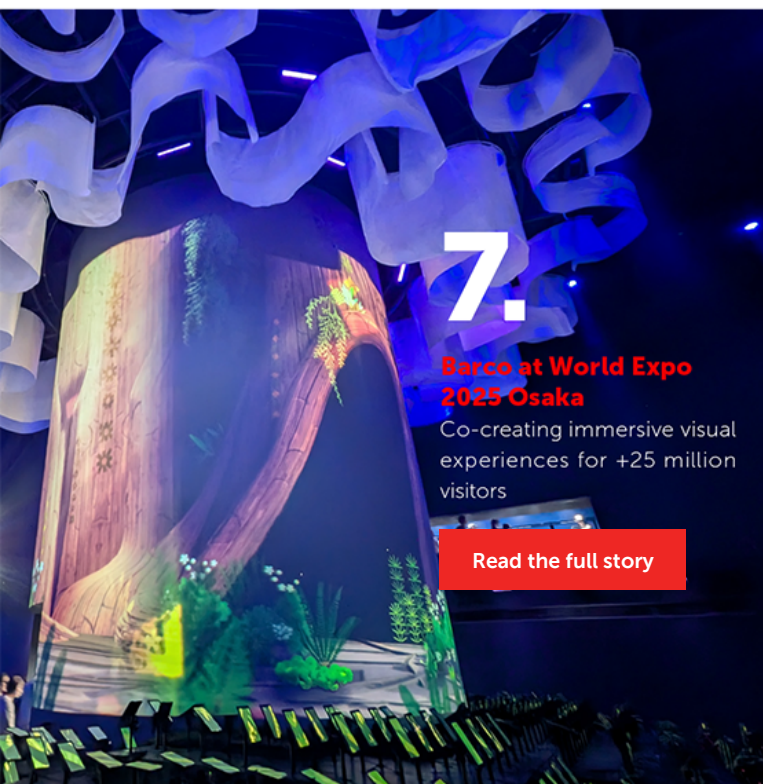 7.
Barco at World Expo
2025 Osaka
Co-creating immersive visual
experiences for +25 million
visitors
Read the full story